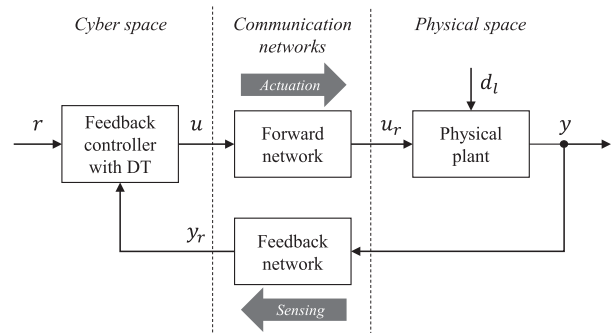 Cyber space
Communication
networks
Physical space
Actuation
d_l
r
Feedback
controller
with DT
u
Forward
network
u_r
Physical
plant
y
y_r
Feedback
network
Sensing